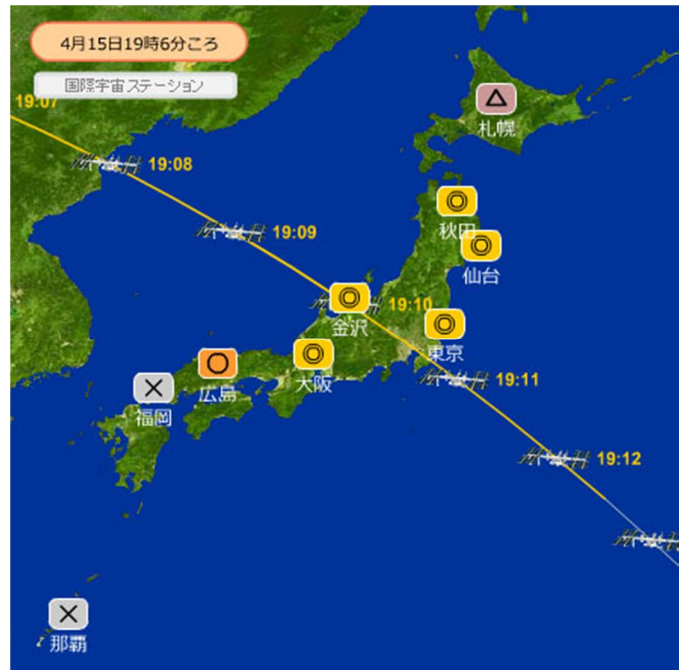 4月15日19時6分ころ
国際宇宙ステーション
19:07
札幌
19:08
秋田
19:09
仙台
19:10
金沢
東京
大阪
19:11
広島
福岡
19:12
那覇